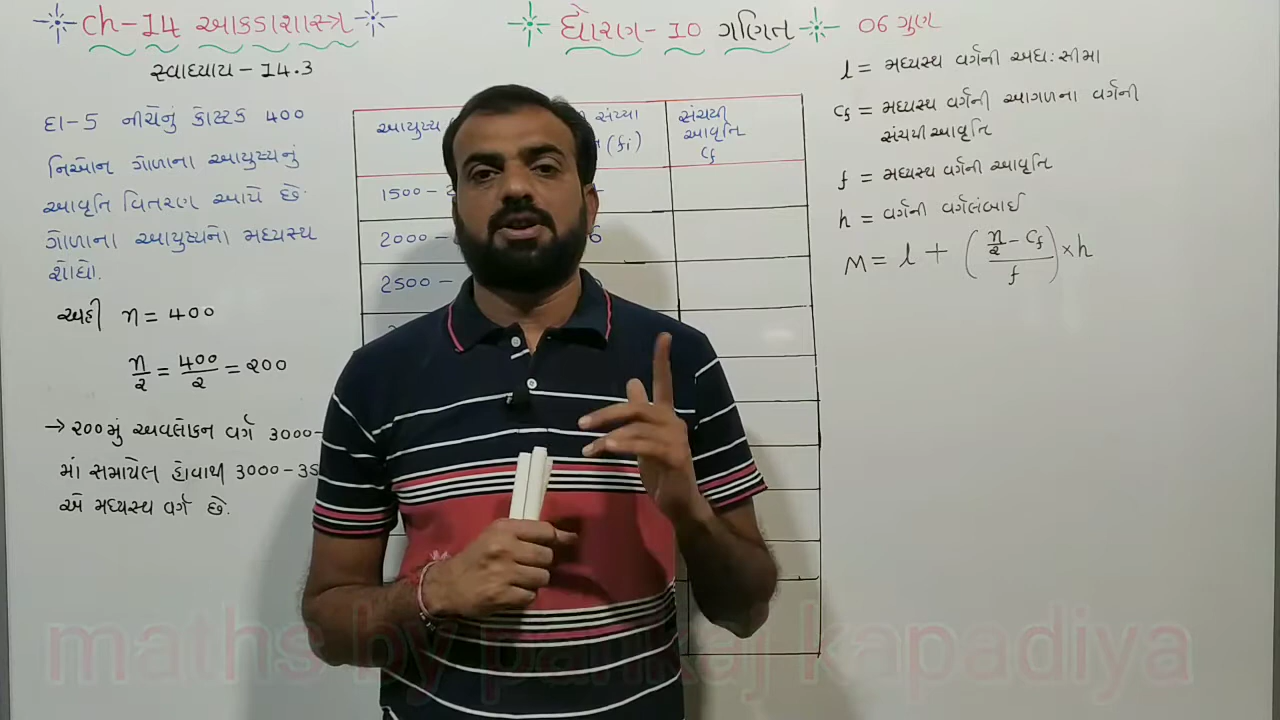 ch-14 આંકડાશાસ્ત્ર
ધોરણ-10 ગણિત
06 ગુણ
સ્વાધ્યાય - 14.3
દા-5 નીચેનું કોષ્ટક 400
નિઓન ગોળાના આયુષ્યનું
આવૃતિ વિતરણ આપે છે
ગોળાના આયુષ્યનો મધ્યસ્થ
શોધો.
અહીં n = 400
n/2 = 400/2 = 200
→ 200મું અવલોકન વર્ગ 3000-
માં સમાયેલ હોવાથી 3000-35
એ મધ્યસ્થ વર્ગ છે.
આયુષ્ય સંખ્યા (fi) સંચયી આવૃતિ cf
1500 -
2000 - 6
2500 -
l = મધ્યસ્થ વર્ગની અધ:સીમા
cf = મધ્યસ્થ વર્ગની આગળના વર્ગની
સંચયી આવૃતિ
f = મધ્યસ્થ વર્ગની આવૃતિ
h = વર્ગની વર્ગલંબાઈ
M = l + ( (n/2 - cf) / f ) × h
maths by pankaj kapadiya